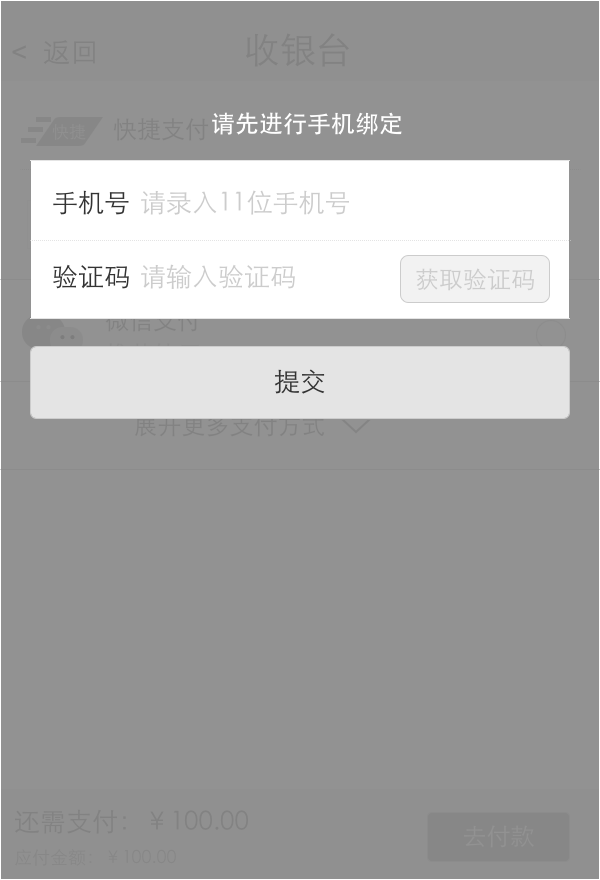 < 返回 收银台
快捷 快捷支付
请先进行手机绑定
手机号 请录入11位手机号
验证码 请输入验证码 获取验证码
微信支付
提交
展开更多支付方式
还需支付：￥100.00
应付金额：￥100.00
去付款